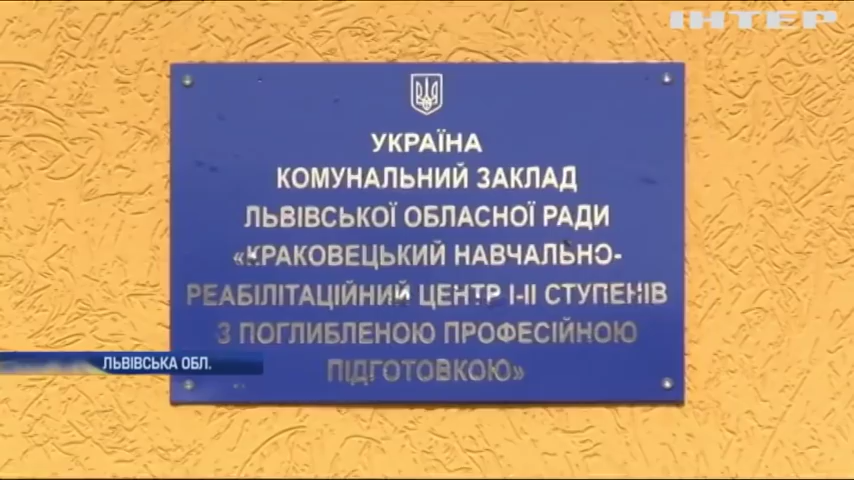 ІНТЕР
УКРАЇНА
КОМУНАЛЬНИЙ ЗАКЛАД
ЛЬВІВСЬКОЇ ОБЛАСНОЇ РАДИ
«КРАКОВЕЦЬКИЙ НАВЧАЛЬНО-
РЕАБІЛІТАЦІЙНИЙ ЦЕНТР І-ІІ СТУПЕНІВ
З ПОГЛИБЛЕНОЮ ПРОФЕСІЙНОЮ
ПІДГОТОВКОЮ»
ЛЬВІВСЬКА ОБЛ.